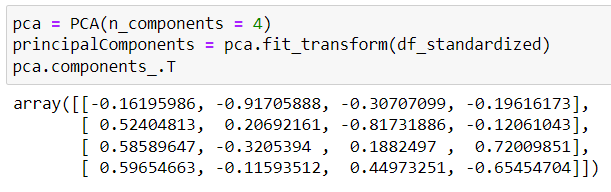 pca = PCA(n_components = 4)
principalComponents = pca.fit_transform(df_standardized)
pca.components_.T
array([[-0.16195986, -0.91705888, -0.30707099, -0.19616173],
       [ 0.52404813,  0.20692161, -0.81731886, -0.12061043],
       [ 0.58589647, -0.3205394 ,  0.1882497 ,  0.72009851],
       [ 0.59654663, -0.11593512,  0.44973251, -0.65454704]])